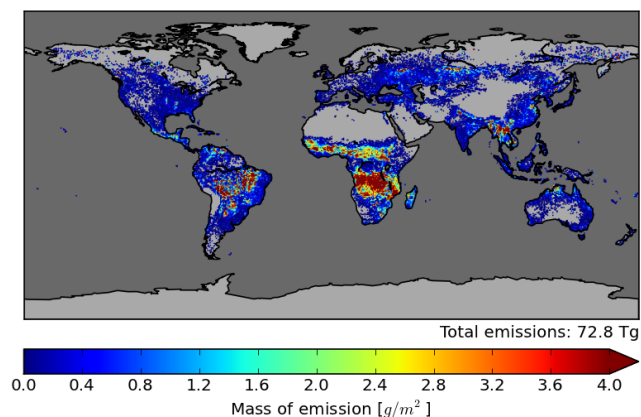 Total emissions: 72.8 Tg
0.0 0.4 0.8 1.2 1.6 2.0 2.4 2.8 3.2 3.6 4.0
Mass of emission [g/m² ]